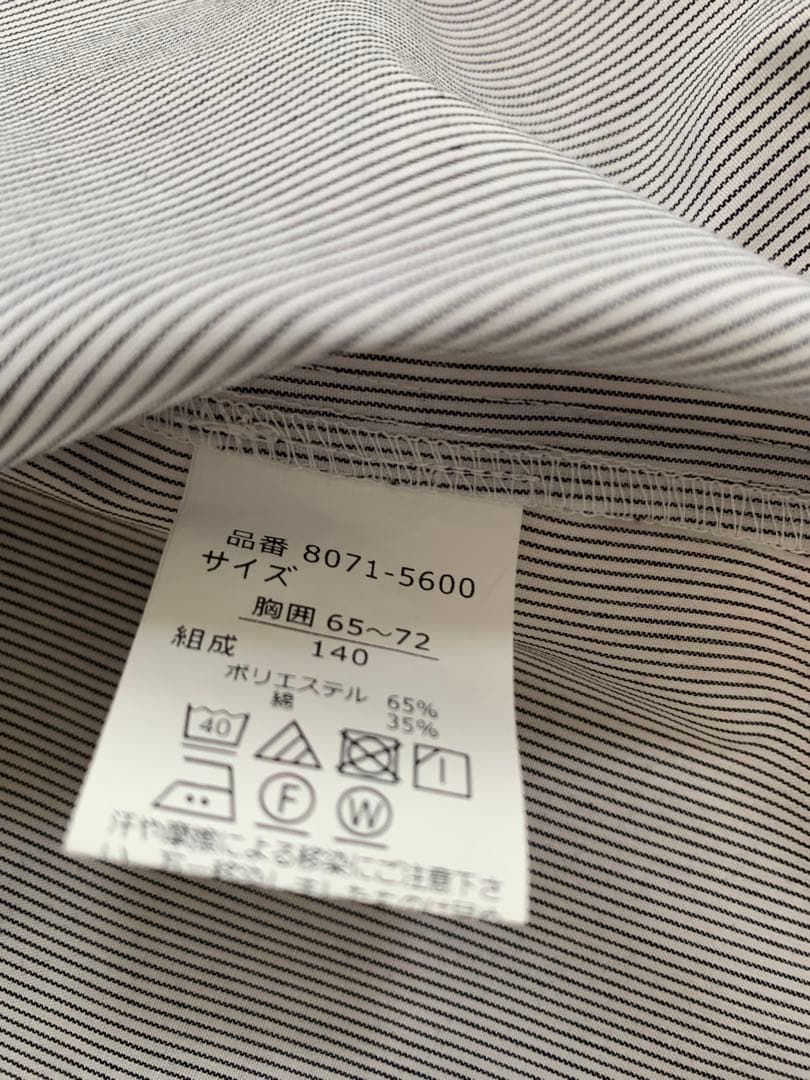 品番 8071-5600
サイズ
胸囲 65～72
140
組成
ポリエステル 65%
綿 35%
40
F W
汗や摩擦による移染にご注意下さ